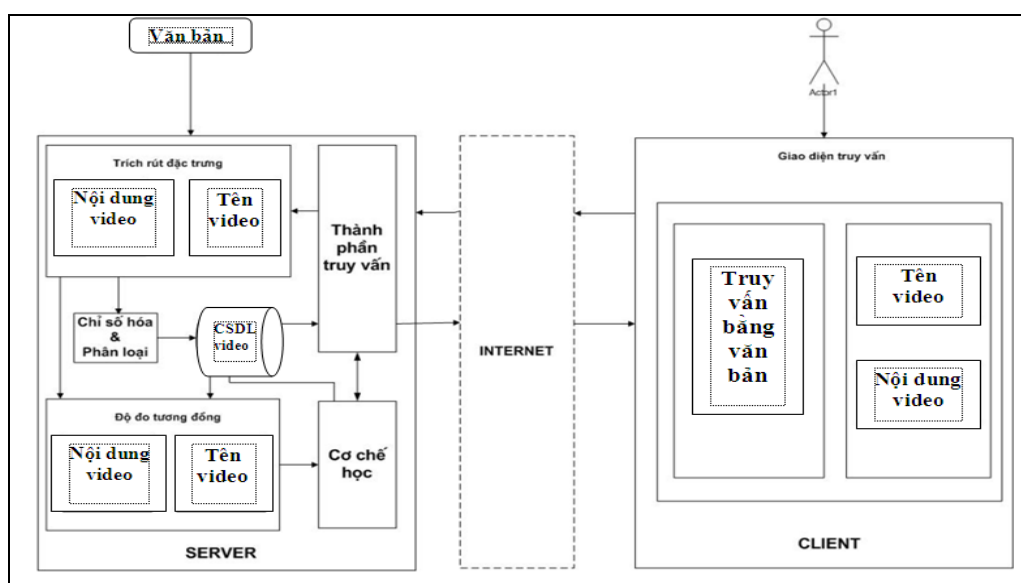 Văn bản
Actor1
Trích rút đặc trưng
Nội dung
video
Tên
video
Thành
phần
truy vấn
Chỉ số hóa
&
Phân loại
CSDL
video
Độ đo tương đồng
Nội dung
video
Tên
video
Cơ chế
học
SERVER
INTERNET
Giao diện truy vấn
Truy
vấn
bằng
văn
bản
Tên
video
Nội dung
video
CLIENT